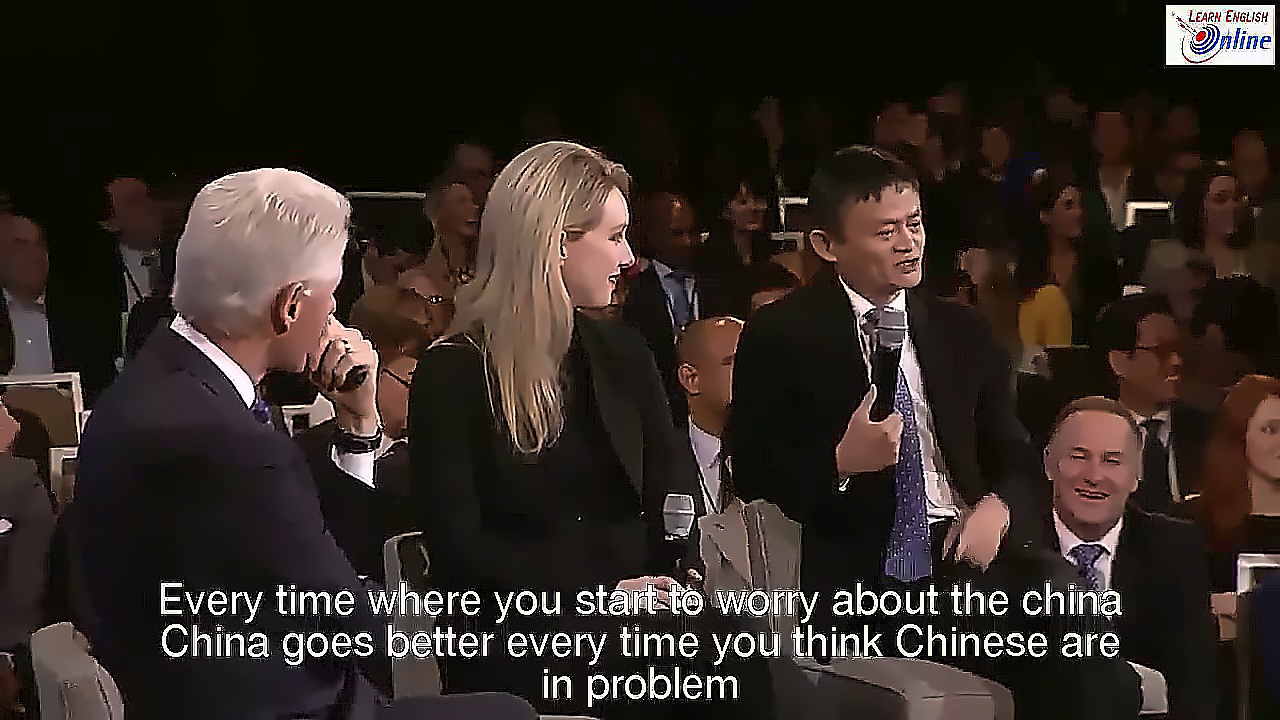 LEARN ENGLISH
Online
Every time where you start to worry about the china
China goes better every time you think Chinese are
in problem